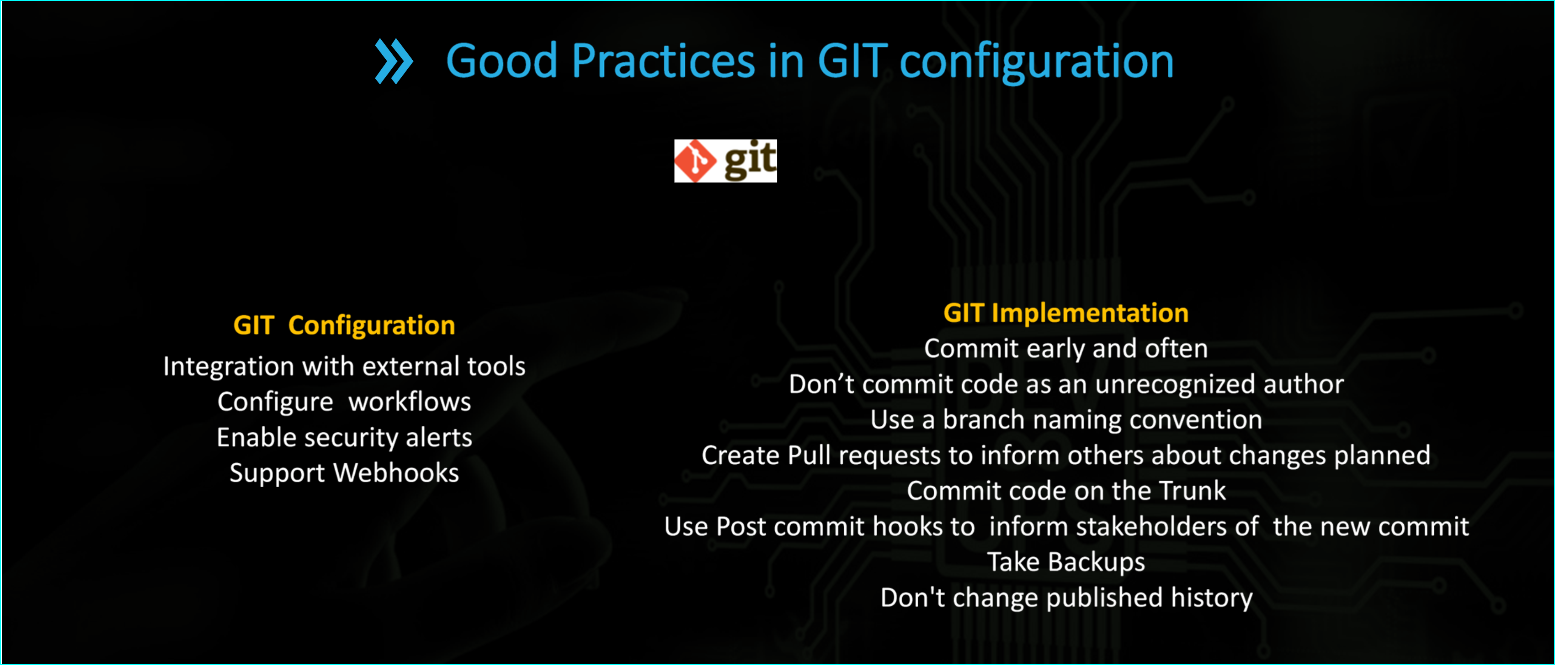 Good Practices in GIT configuration
git
GIT Configuration
Integration with external tools
Configure workflows
Enable security alerts
Support Webhooks
GIT Implementation
Commit early and often
Don’t commit code as an unrecognized author
Use a branch naming convention
Create Pull requests to inform others about changes planned
Commit code on the Trunk
Use Post commit hooks to inform stakeholders of the new commit
Take Backups
Don't change published history